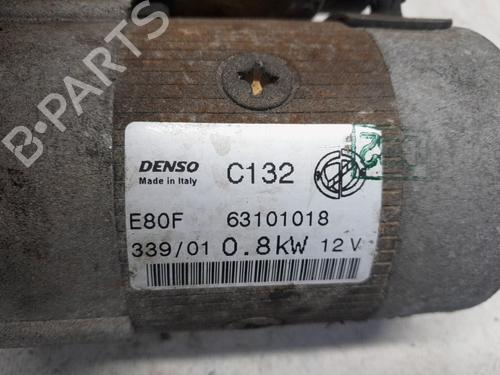 B-PARTS
DENSO C132
Made in Italy
E80F 63101018
339/01 0.8kW 12V